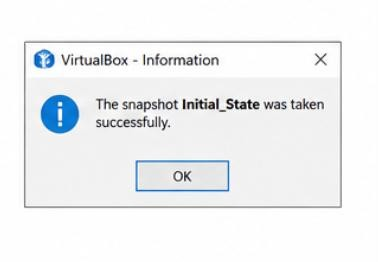 VirtualBox - Information
The snapshot Initial_State was taken
successfully.
OK